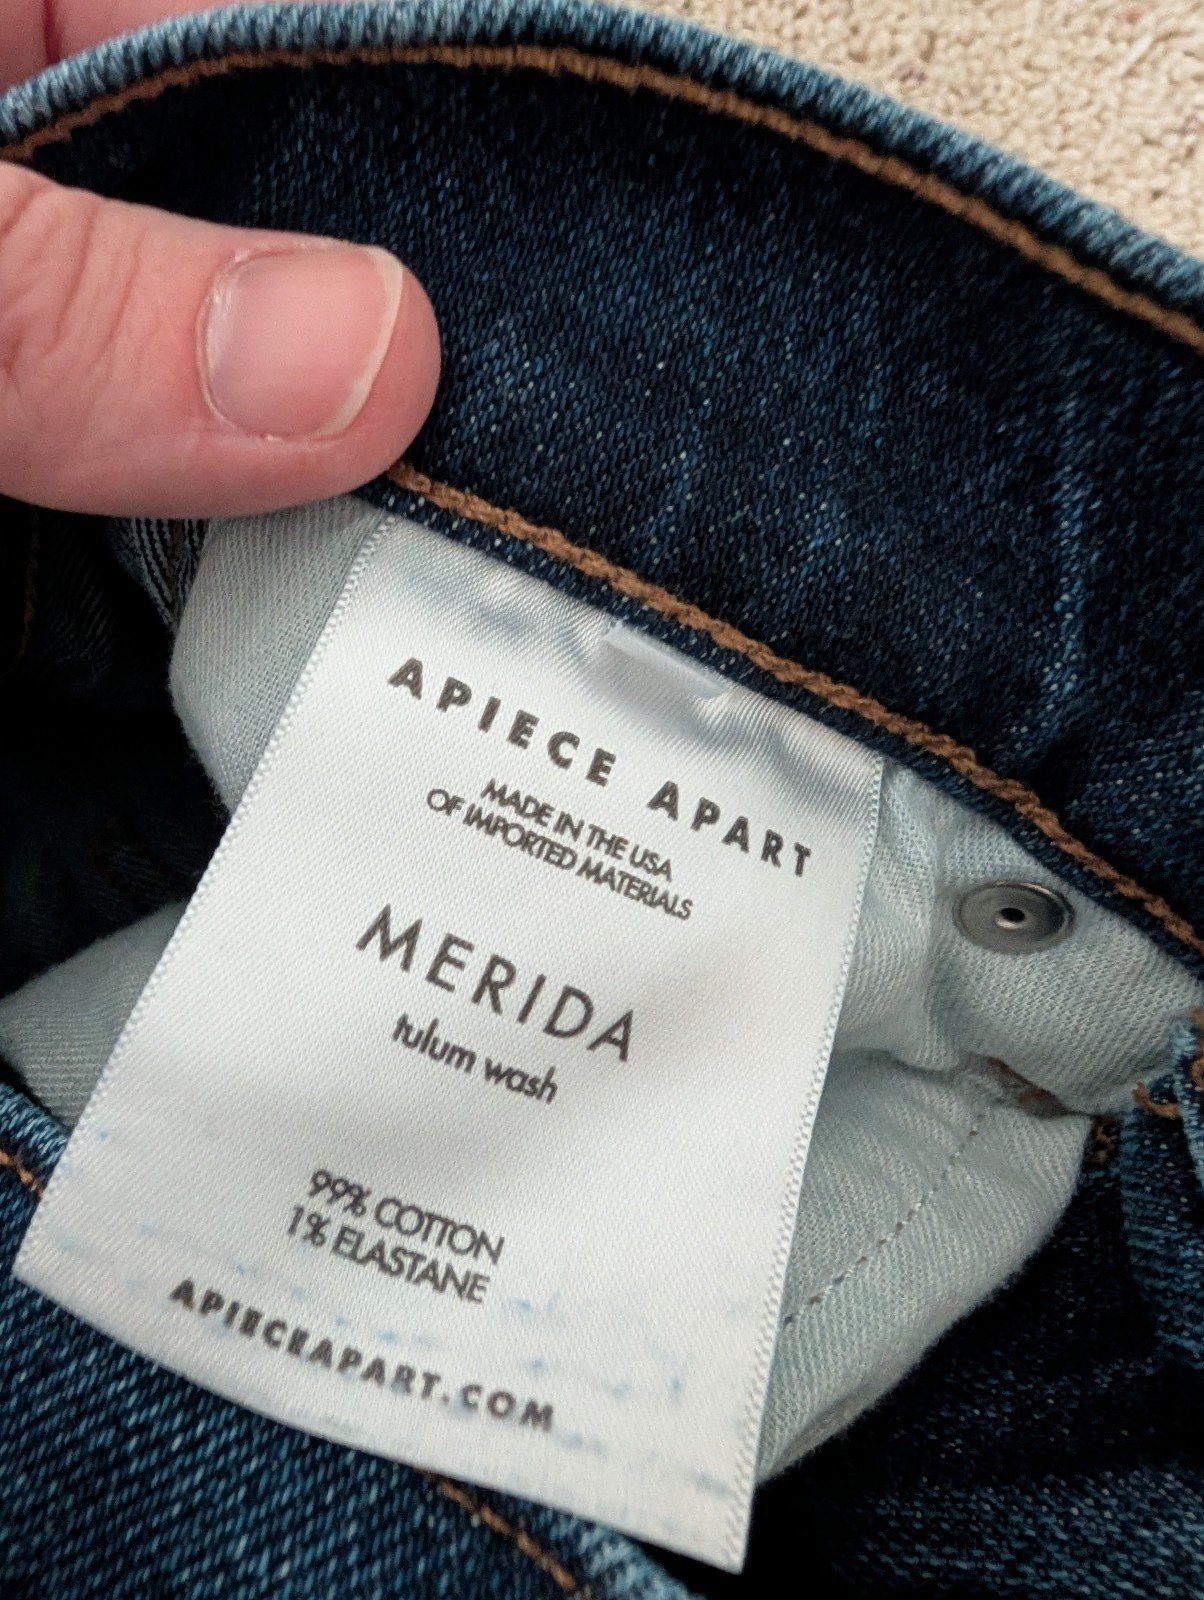 APIECE APART
MADE IN THE USA
OF IMPORTED MATERIALS
MERIDA
tulum wash
99% COTTON
1% ELASTANE
APIECEAPART.COM